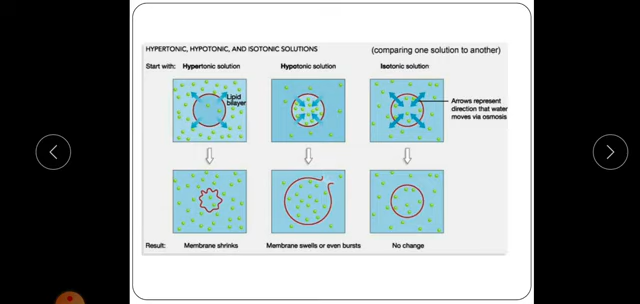 HYPERTONIC, HYPOTONIC, AND ISOTONIC SOLUTIONS
(comparing one solution to another)
Start with: Hypertonic solution Hypotonic solution Isotonic solution
Lipid
bilayer
Arrows represent
direction that water
moves via osmosis
Result: Membrane shrinks Membrane swells or even bursts No change